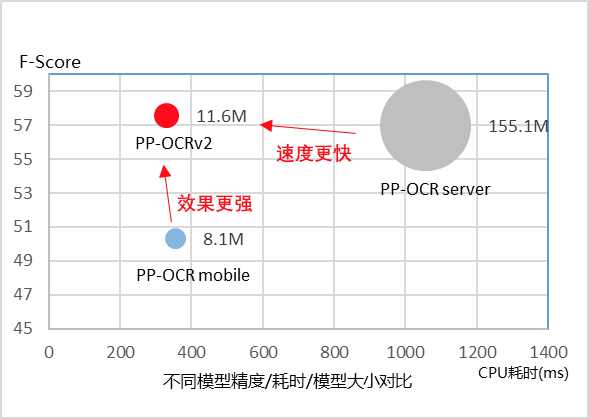 F-Score
59
11.6M
57
155.1M
PP-OCRv2
速度更快
55
PP-OCR server
53
效果更强
51
8.1M
49
PP-OCR mobile
47
45
0
200
400
600
800
1000
1200
1400
CPU耗时(ms)
不同模型精度/耗时/模型大小对比